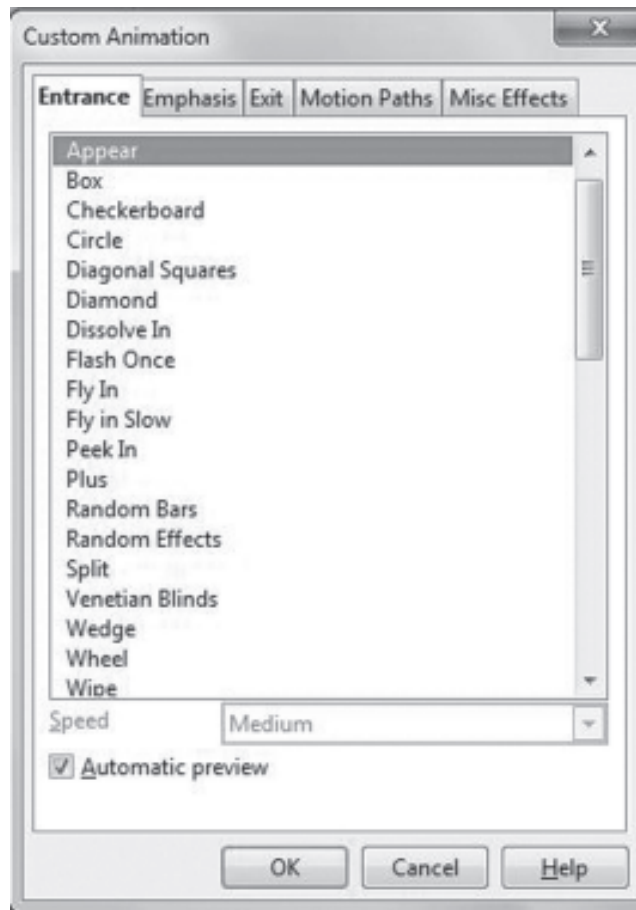 Custom Animation
Entrance Emphasis Exit Motion Paths Misc Effects
Appear
Box
Checkerboard
Circle
Diagonal Squares
Diamond
Dissolve In
Flash Once
Fly In
Fly in Slow
Peek In
Plus
Random Bars
Random Effects
Split
Venetian Blinds
Wedge
Wheel
Wipe
Speed Medium
Automatic preview
OK Cancel Help